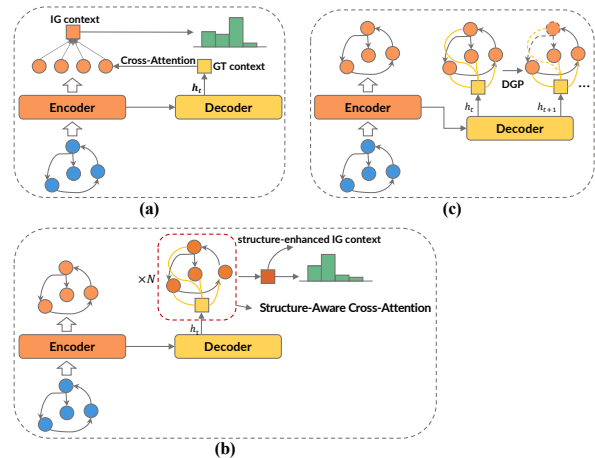 IG context
Cross-Attention
GT context
h_t
Encoder
Decoder
(a)
DGP
...
h_t
h_{t+1}
Encoder
Decoder
(c)
structure-enhanced IG context
×N
Structure-Aware Cross-Attention
h_t
Encoder
Decoder
(b)